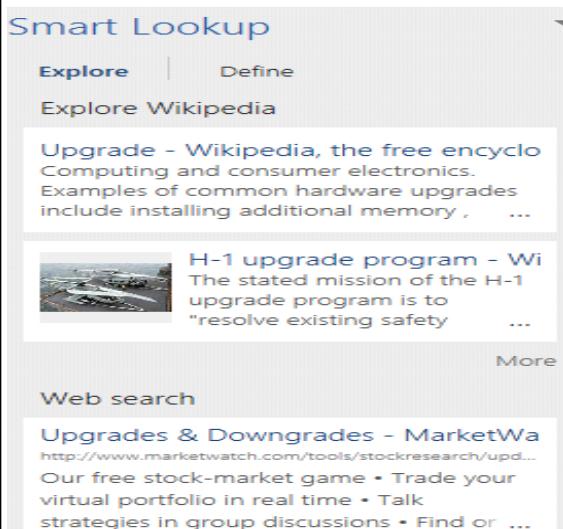 Smart Lookup
Explore Define
Explore Wikipedia
Upgrade - Wikipedia, the free encyclo
Computing and consumer electronics.
Examples of common hardware upgrades
include installing additional memory , ...
H-1 upgrade program - Wi
The stated mission of the H-1
upgrade program is to
"resolve existing safety ...
More
Web search
Upgrades & Downgrades - MarketWa
http://www.marketwatch.com/tools/stockresearch/upd...
Our free stock-market game • Trade your
virtual portfolio in real time • Talk
strategies in group discussions • Find or ...